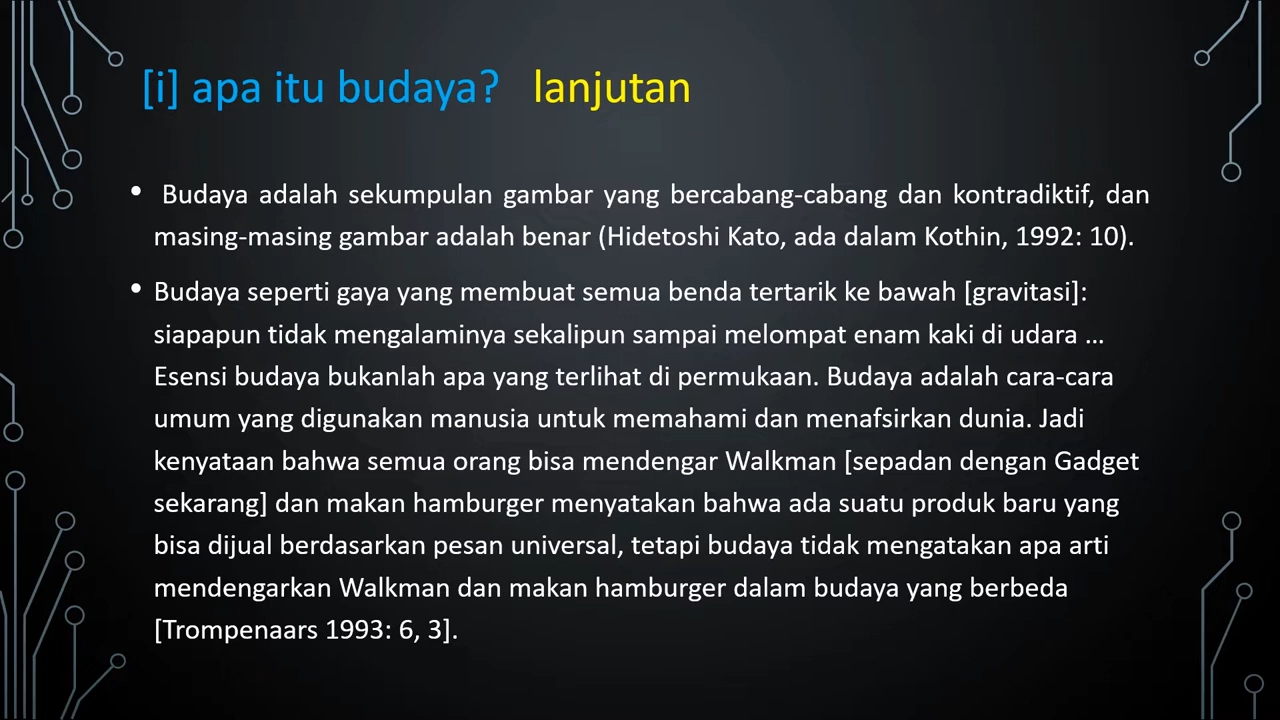 [i] apa itu budaya? lanjutan
• Budaya adalah sekumpulan gambar yang bercabang-cabang dan kontradiktif, dan
masing-masing gambar adalah benar (Hidetoshi Kato, ada dalam Kothin, 1992: 10).
• Budaya seperti gaya yang membuat semua benda tertarik ke bawah [gravitasi]:
siapapun tidak mengalaminya sekalipun sampai melompat enam kaki di udara …
Esensi budaya bukanlah apa yang terlihat di permukaan. Budaya adalah cara-cara
umum yang digunakan manusia untuk memahami dan menafsirkan dunia. Jadi
kenyataan bahwa semua orang bisa mendengar Walkman [sepadan dengan Gadget
sekarang] dan makan hamburger menyatakan bahwa ada suatu produk baru yang
bisa dijual berdasarkan pesan universal, tetapi budaya tidak mengatakan apa arti
mendengarkan Walkman dan makan hamburger dalam budaya yang berbeda
[Trompenaars 1993: 6, 3].